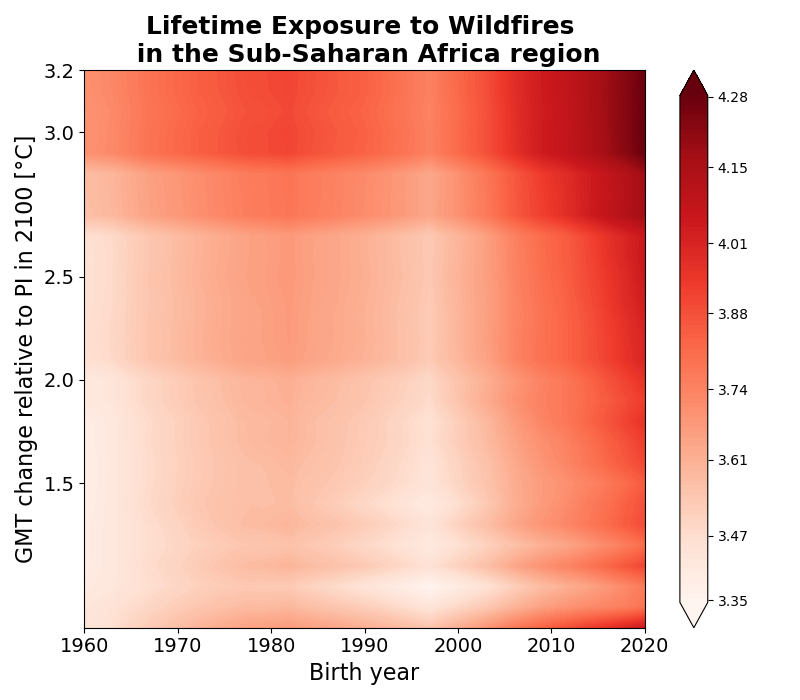 Lifetime Exposure to Wildfires
in the Sub-Saharan Africa region
GMT change relative to PI in 2100 [°C]
3.2
3.0
2.5
2.0
1.5
1960 1970 1980 1990 2000 2010 2020
Birth year
4.28
4.15
4.01
3.88
3.74
3.61
3.47
3.35